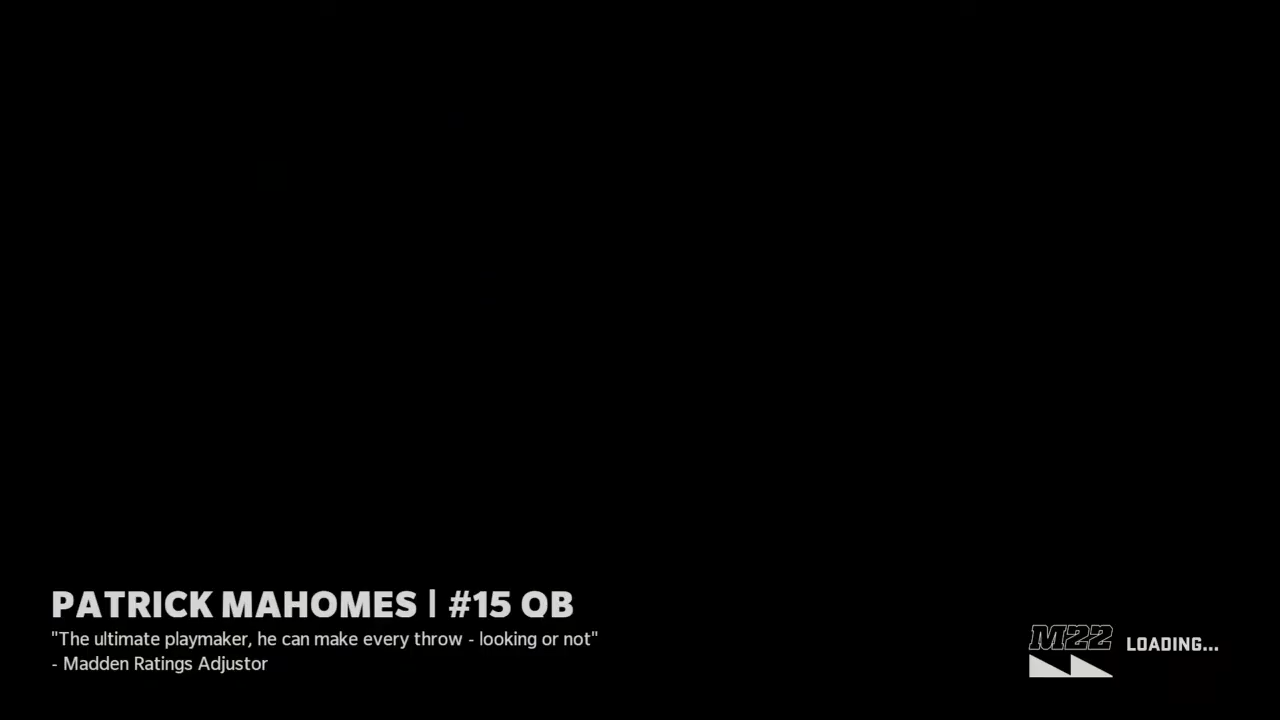 PATRICK MAHOMES | #15 QB
"The ultimate playmaker, he can make every throw - looking or not"
- Madden Ratings Adjustor
M22
LOADING...